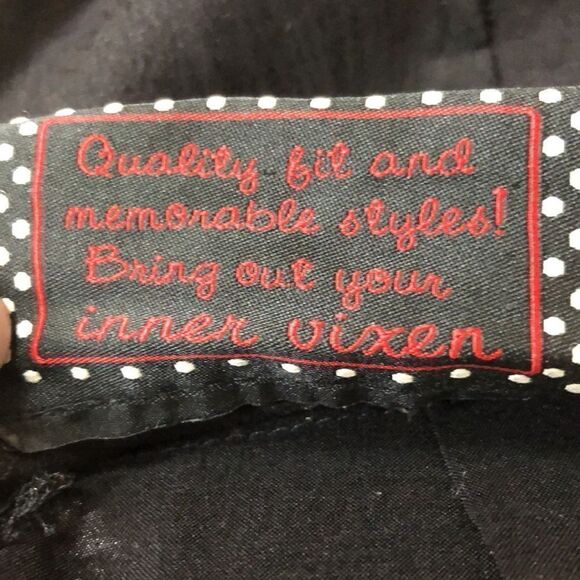 Quality fit and
memorable styles!
Bring out your
inner vixen